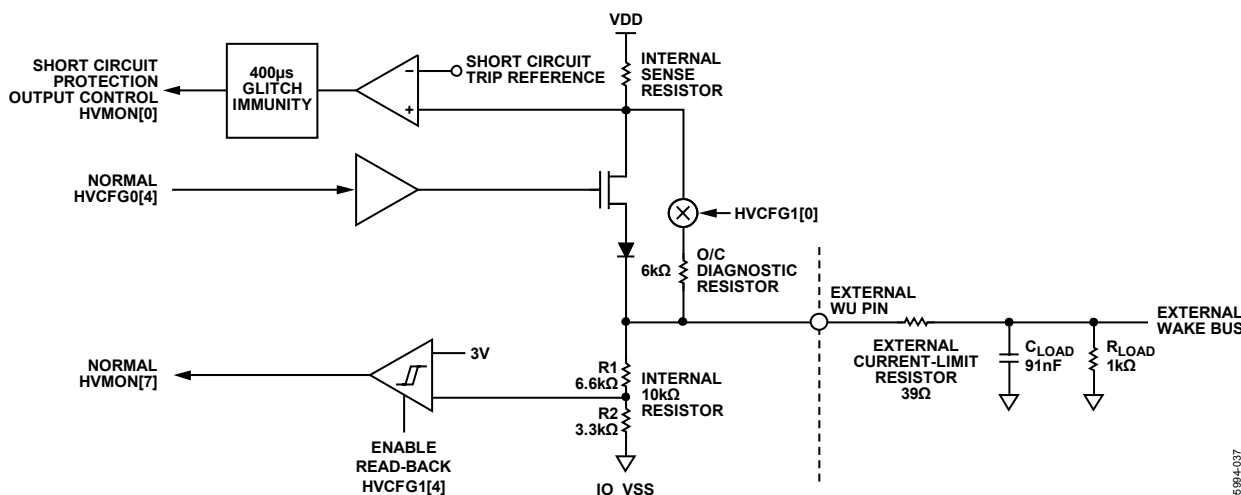 VDD
SHORT CIRCUIT
PROTECTION
OUTPUT CONTROL
HVMON[0]
400µs
GLITCH
IMMUNITY
–
+
SHORT CIRCUIT
TRIP REFERENCE
INTERNAL
SENSE
RESISTOR
NORMAL
HVCFG0[4]
HVCFG1[0]
6kΩ
O/C
DIAGNOSTIC
RESISTOR
EXTERNAL
WU PIN
EXTERNAL
WAKE BUS
EXTERNAL
CURRENT-LIMIT
RESISTOR
39Ω
CLOAD
91nF
RLOAD
1kΩ
NORMAL
HVMON[7]
3V
R1
6.6kΩ
INTERNAL
10kΩ
RESISTOR
R2
3.3kΩ
ENABLE
READ-BACK
HVCFG1[4]
IO_VSS
5994-037